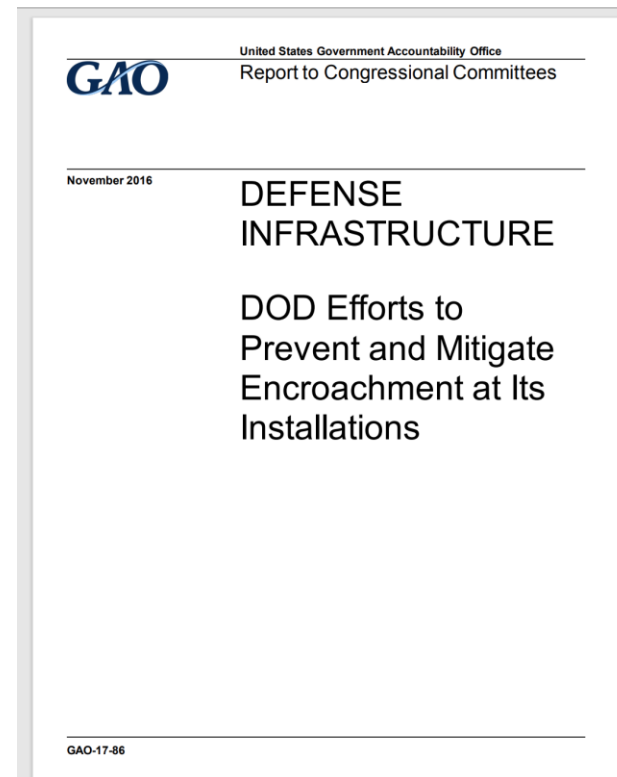 United States Government Accountability Office
GAO
Report to Congressional Committees
November 2016
DEFENSE
INFRASTRUCTURE
DOD Efforts to
Prevent and Mitigate
Encroachment at Its
Installations
GAO-17-86